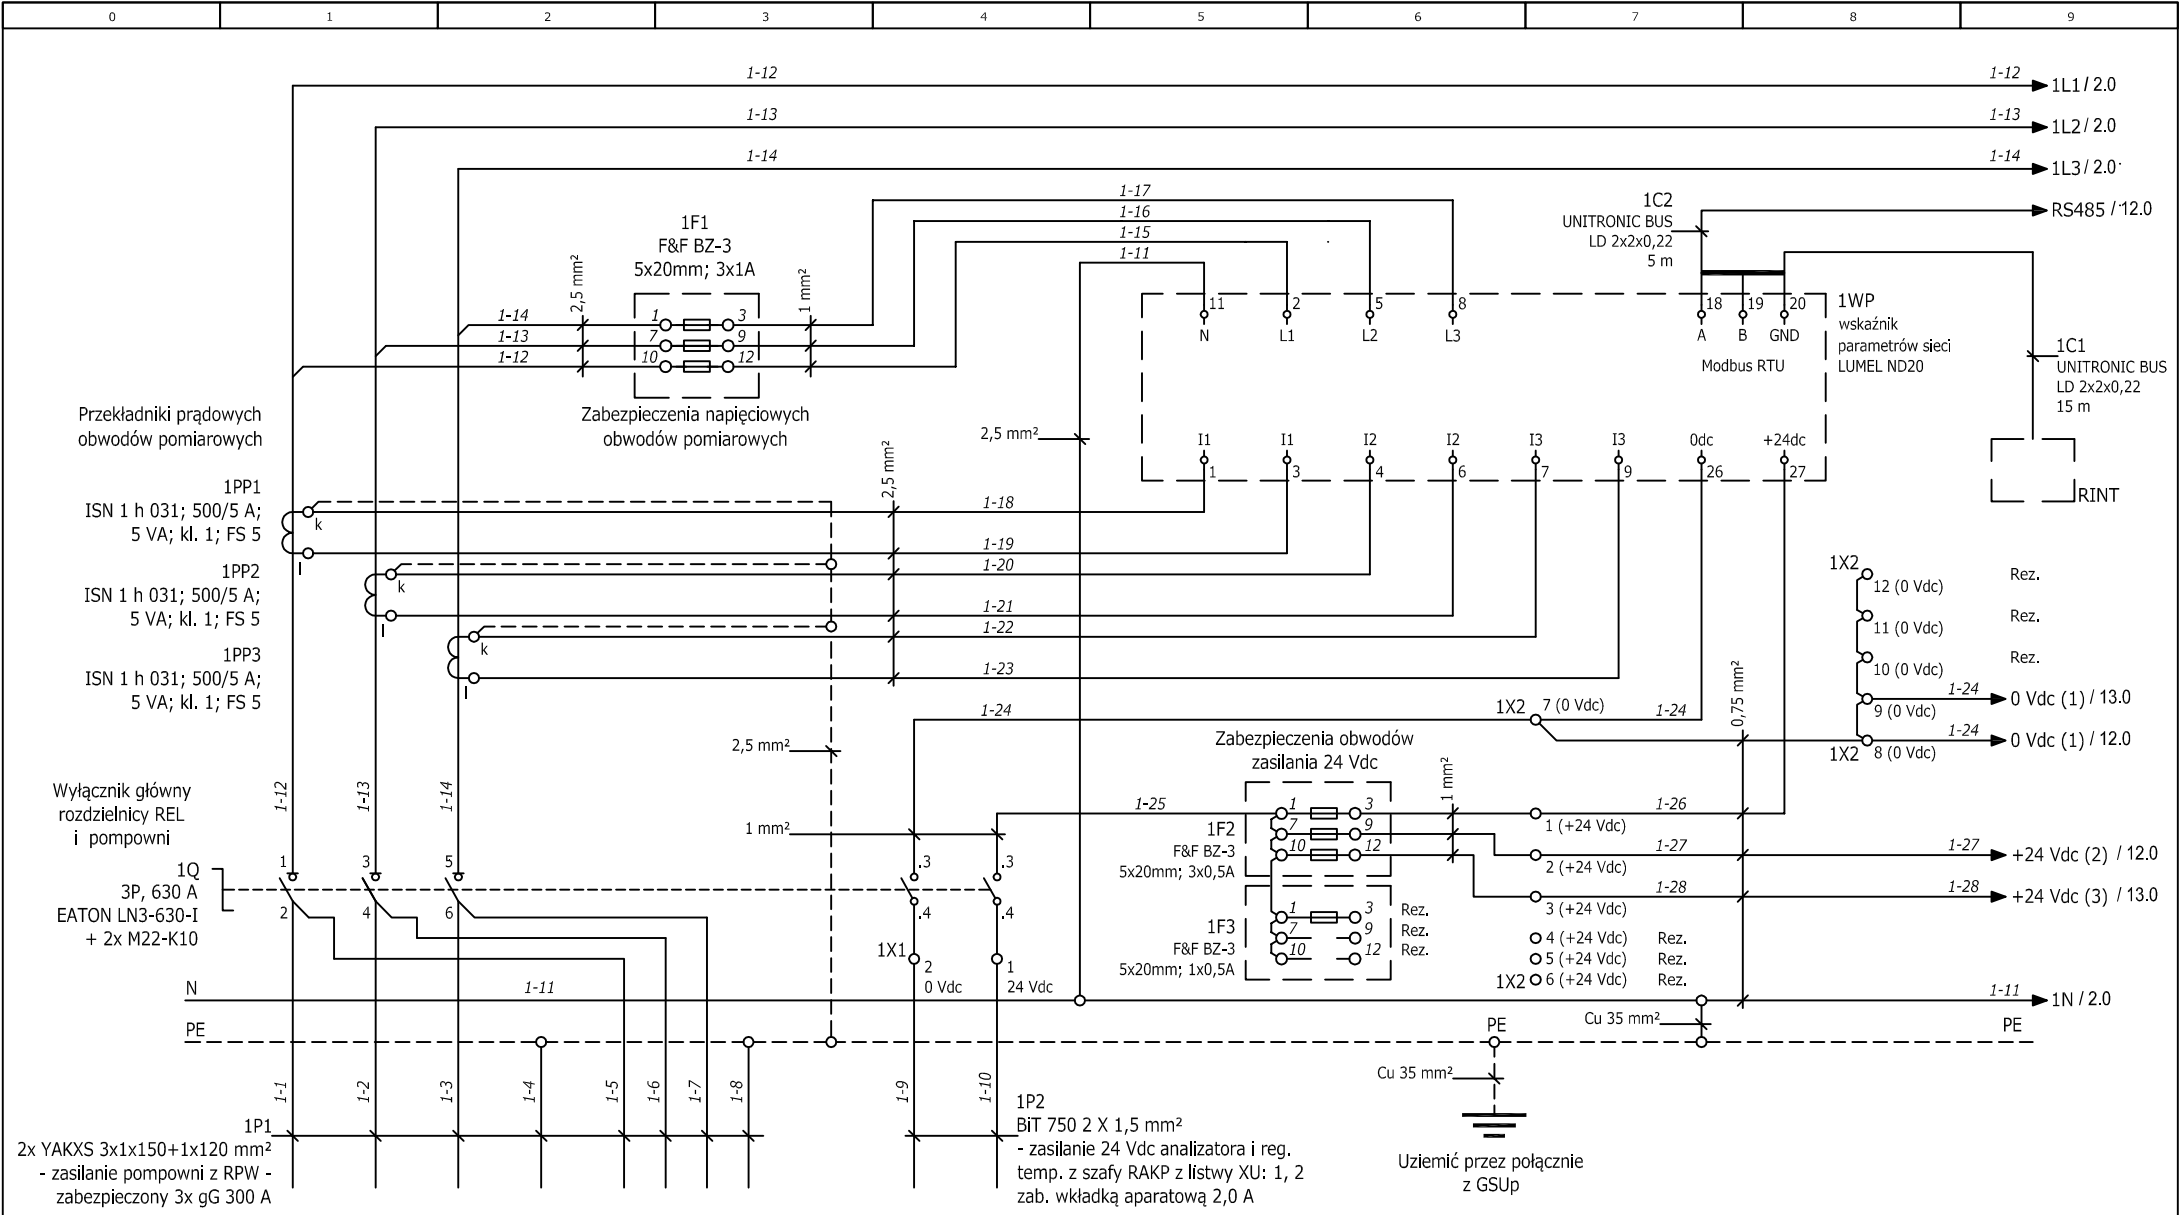 0 1 2 3 4 5 6 7 8 9
1-12 1-12 1L1 / 2.0
1-13 1-13 1L2 / 2.0
1-14 1-14 1L3 / 2.0
RS485 / 12.0
1-17
1-16
1-15
1-11
1C2
UNITRONIC BUS
LD 2x2x0,22
5 m
1F1
F&F BZ-3
5x20mm; 3x1A
2,5 mm²
1 mm²
1-14 1 3
1-13 7 9
1-12 10 12
Zabezpieczenia napięciowych
obwodów pomiarowych
11 2 5 8 18 19 20
N L1 L2 L3 A B GND
Modbus RTU
1WP
wskaźnik
parametrów sieci
LUMEL ND20
1C1
UNITRONIC BUS
LD 2x2x0,22
15 m
RINT
I1 I1 I2 I2 I3 I3 0dc +24dc
1 3 4 6 7 9 26 27
2,5 mm²
2,5 mm²
Przekładniki prądowych
obwodów pomiarowych
1PP1
ISN 1 h 031; 500/5 A;
5 VA; kl. 1; FS 5
k
l
1PP2
ISN 1 h 031; 500/5 A;
5 VA; kl. 1; FS 5
k
l
1PP3
ISN 1 h 031; 500/5 A;
5 VA; kl. 1; FS 5
k
l
1-18
1-19
1-20
1-21
1-22
1-23
1-24
1X2 7 (0 Vdc) 1-24
0,75 mm²
1X2
12 (0 Vdc) Rez.
11 (0 Vdc) Rez.
10 (0 Vdc) Rez.
9 (0 Vdc) 1-24 0 Vdc (1) / 13.0
1X2 8 (0 Vdc) 1-24 0 Vdc (1) / 12.0
2,5 mm²
Zabezpieczenia obwodów
zasilania 24 Vdc
1 mm²
1-25
1F2
F&F BZ-3
5x20mm; 3x0,5A
1 3
7 9
10 12
1F3
F&F BZ-3
5x20mm; 1x0,5A
1 3 Rez.
7 9 Rez.
10 12 Rez.
1 (+24 Vdc) 1-26
2 (+24 Vdc) 1-27 1-27 +24 Vdc (2) / 12.0
3 (+24 Vdc) 1-28 1-28 +24 Vdc (3) / 13.0
4 (+24 Vdc) Rez.
5 (+24 Vdc) Rez.
1X2 6 (+24 Vdc) Rez.
Wyłącznik główny
rozdzielnicy REL
i pompowni
1Q
3P, 630 A
EATON LN3-630-I
+ 2x M22-K10
1-12 1-13 1-14
1 3 5
2 4 6
1 mm²
.3 .3
.4 .4
1X1
2 1
0 Vdc 24 Vdc
N 1-11 1-11 1N / 2.0
Cu 35 mm²
PE PE PE
Cu 35 mm²
1-1 1-2 1-3 1-4 1-5 1-6 1-7 1-8 1-9 1-10
1P1
2x YAKXS 3x1x150+1x120 mm²
- zasilanie pompowni z RPW -
zabezpieczony 3x gG 300 A
1P2
BiT 750 2 X 1,5 mm²
- zasilanie 24 Vdc analizatora i reg.
temp. z szafy RAKP z listwy XU: 1, 2
zab. wkładką aparatową 2,0 A
Uziemić przez połącznie
z GSUp